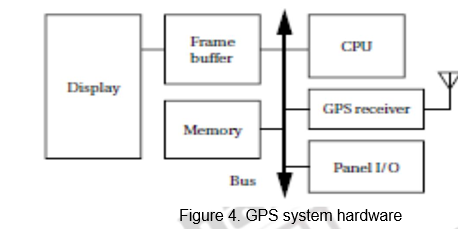 Frame
buffer
CPU
Display
GPS receiver
Memory
Panel I/O
Bus
Figure 4. GPS system hardware